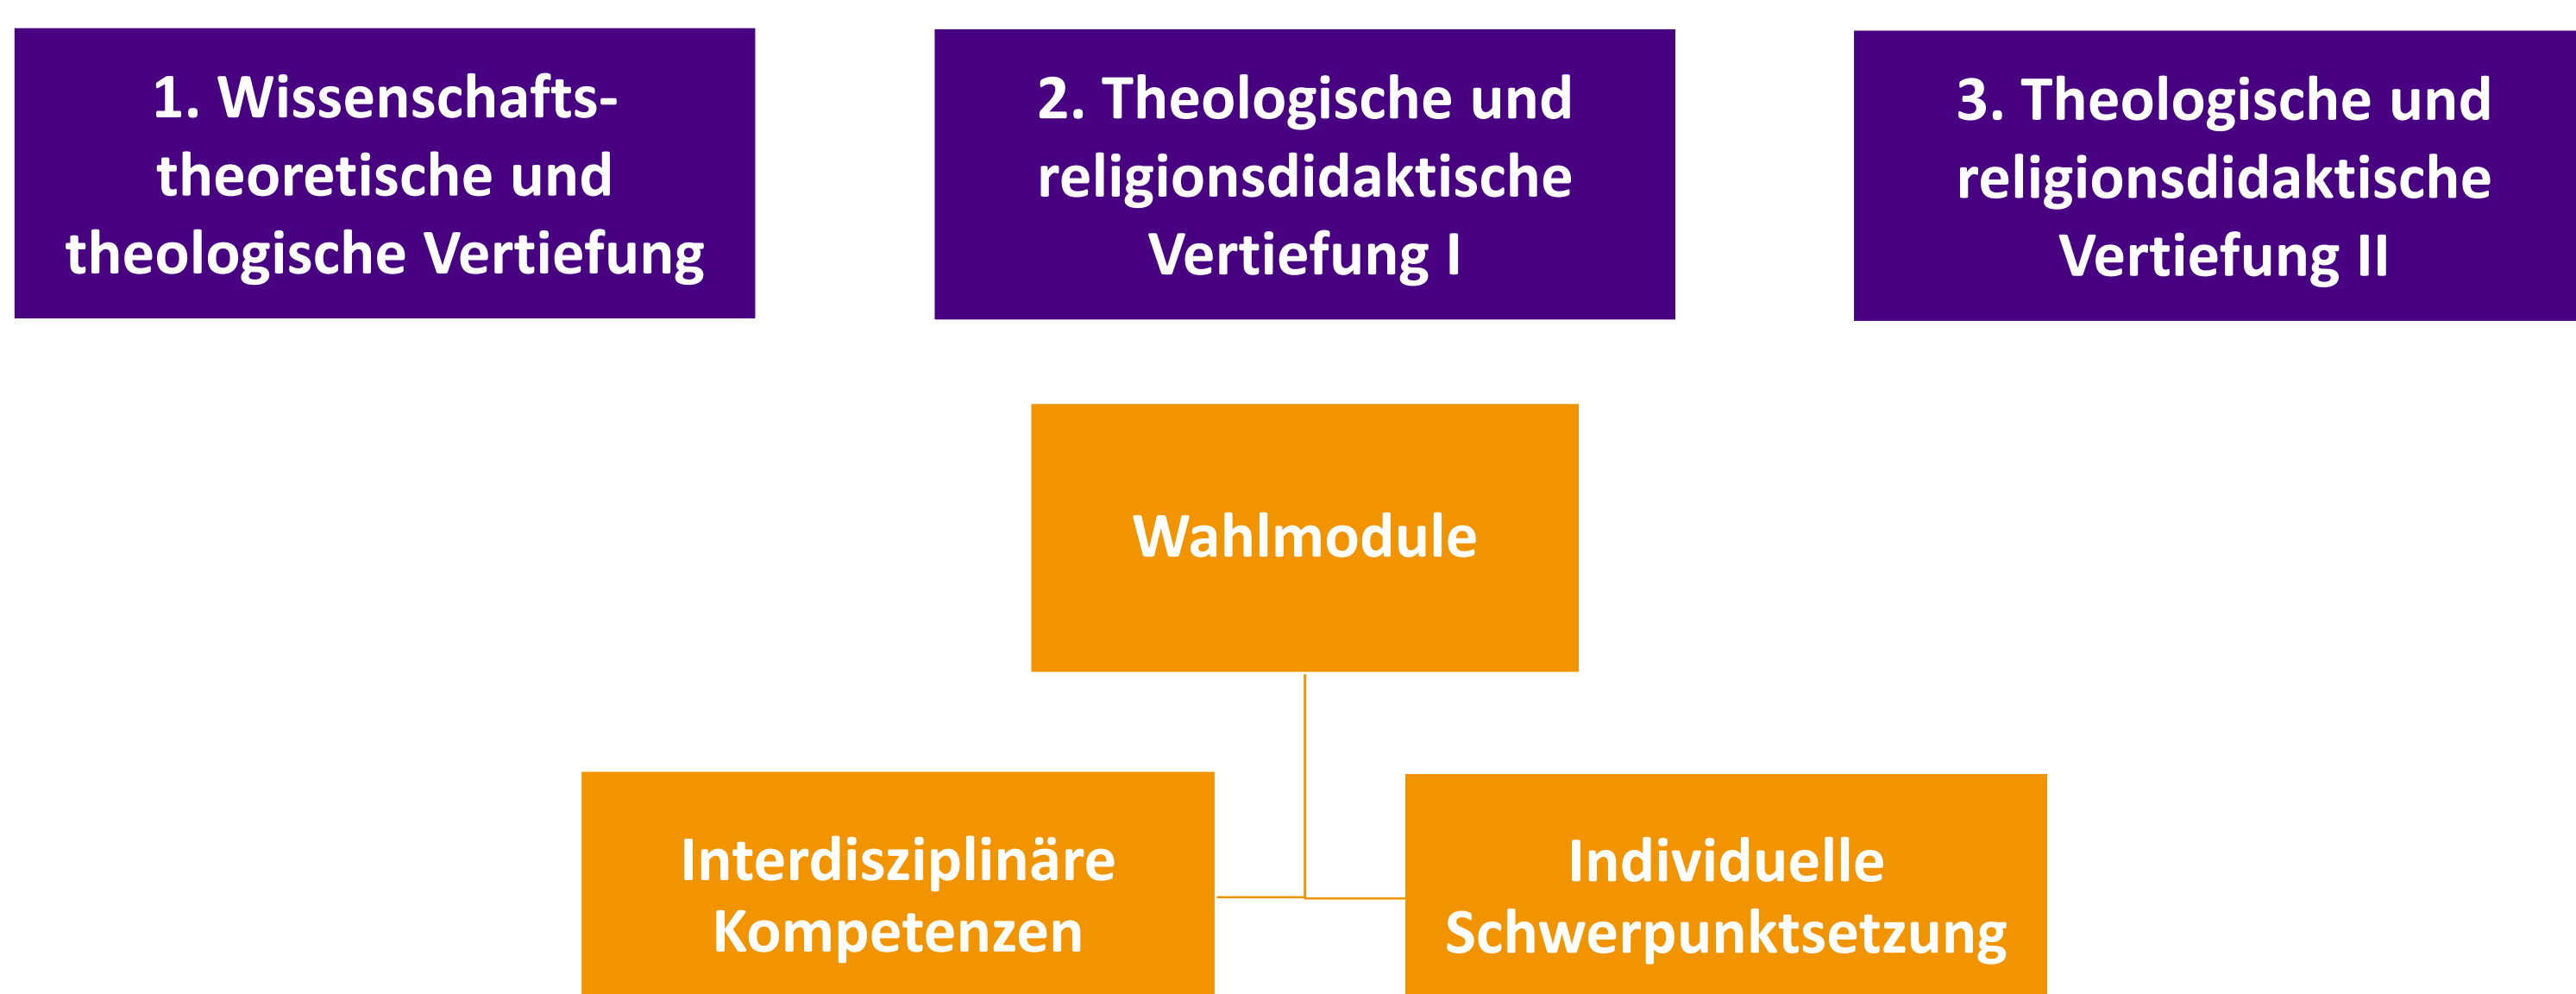 1. Wissenschafts-
theoretische und
theologische Vertiefung
2. Theologische und
religionsdidaktische
Vertiefung I
3. Theologische und
religionsdidaktische
Vertiefung II
Wahlmodule
Interdisziplinäre
Kompetenzen
Individuelle
Schwerpunktsetzung